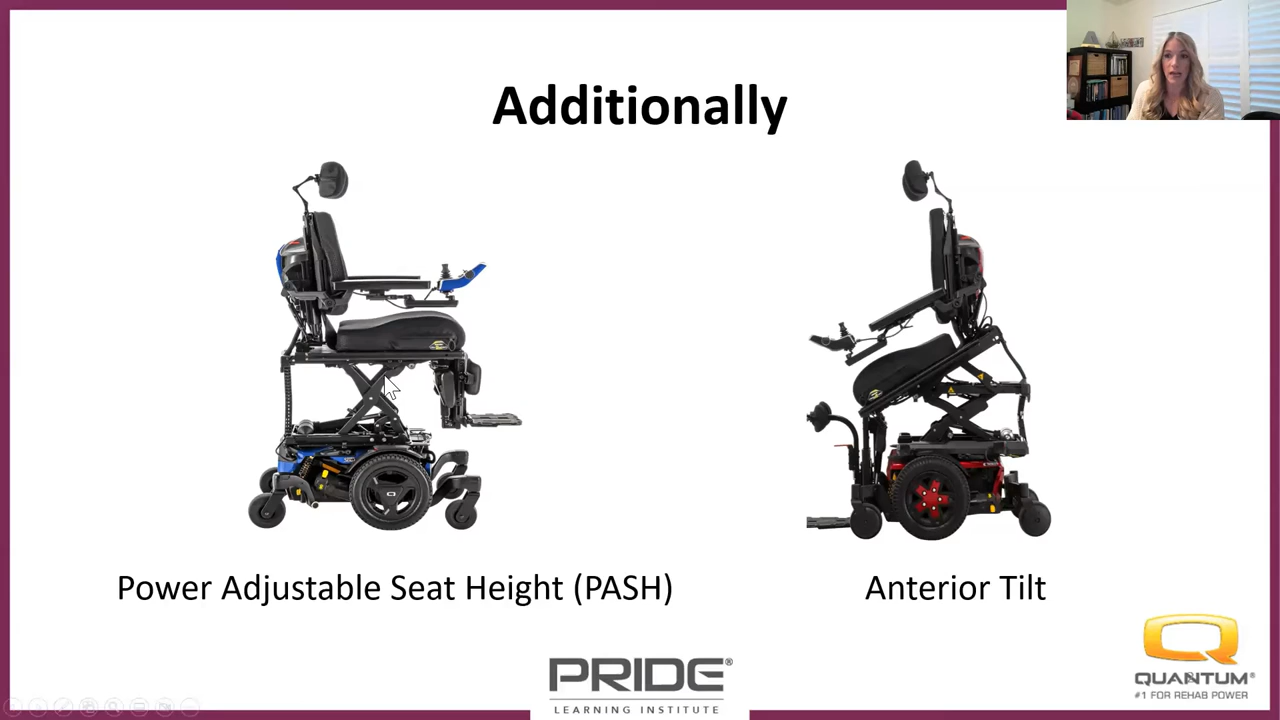 Additionally
Power Adjustable Seat Height (PASH)
Anterior Tilt
PRIDE®
LEARNING INSTITUTE
QUANTUM®
#1 FOR REHAB POWER